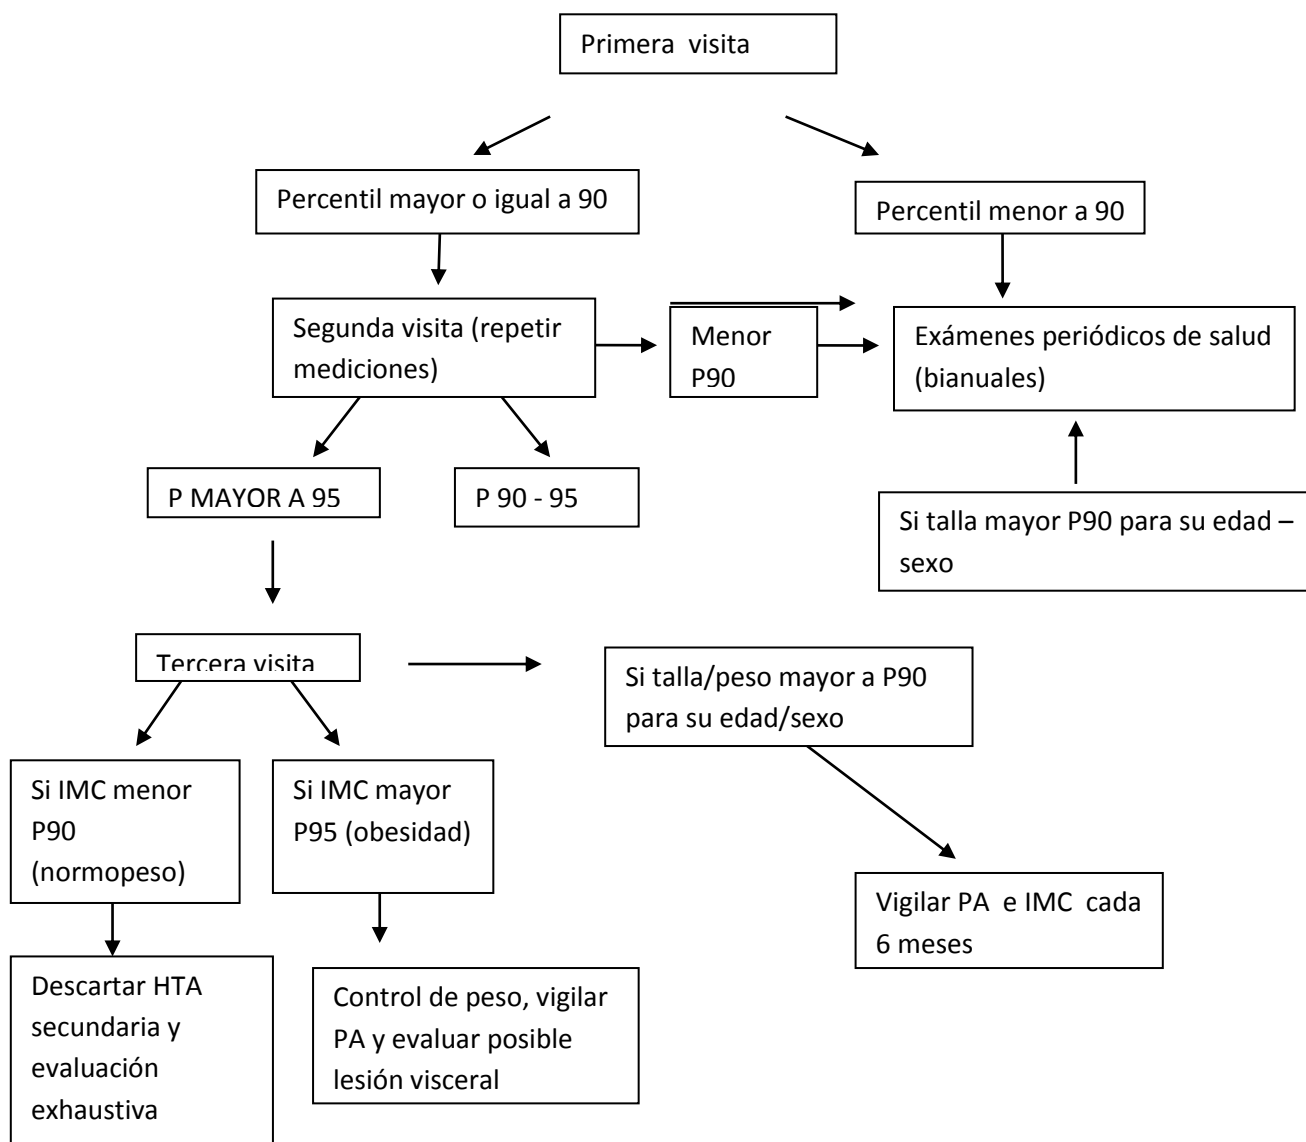 Primera visita
Percentil mayor o igual a 90
Percentil menor a 90
Segunda visita (repetir
mediciones)
Menor
P90
Exámenes periódicos de salud
(bianuales)
P MAYOR A 95
P 90 - 95
Si talla mayor P90 para su edad –
sexo
Tercera visita
Si talla/peso mayor a P90
para su edad/sexo
Si IMC menor
P90
(normopeso)
Si IMC mayor
P95 (obesidad)
Vigilar PA e IMC cada
6 meses
Descartar HTA
secundaria y
evaluación
exhaustiva
Control de peso, vigilar
PA y evaluar posible
lesión visceral